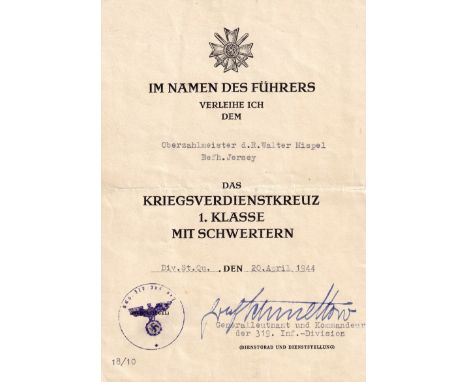 IM NAMEN DES FÜHRERS
VERLEIHE ICH
DEM
Oberzahlmeister d.R.Walter Mispel
Befh.Jersey
DAS
KRIEGSVERDIENSTKREUZ
1. KLASSE
MIT SCHWERTERN
Div.St.Qu. , DEN 20.April 1944
Generalleutnant und Kommandeur
der 319. Inf.-Division
(DIENSTGRAD UND DIENSTSTELLUNG)
18/10